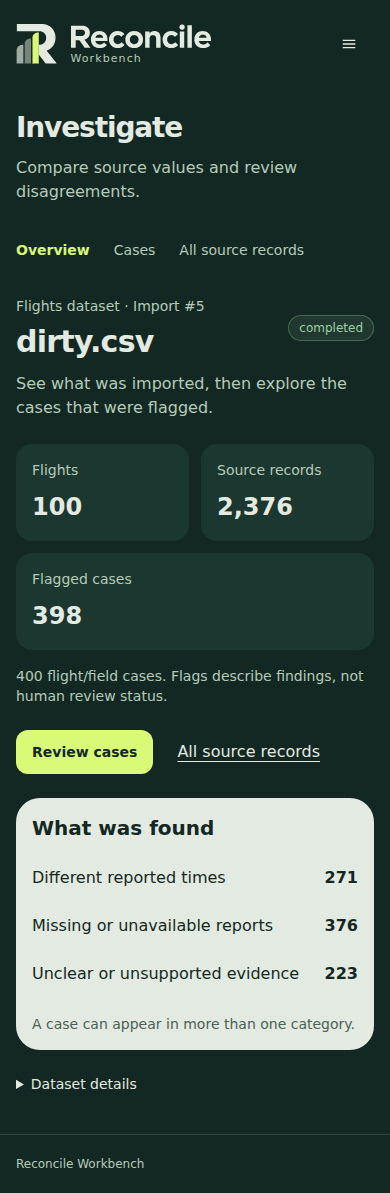 Reconcile
Workbench
Investigate
Compare source values and review
disagreements.
Overview Cases All source records
Flights dataset · Import #5
dirty.csv
completed
See what was imported, then explore the
cases that were flagged.
Flights
100
Source records
2,376
Flagged cases
398
400 flight/field cases. Flags describe findings, not
human review status.
Review cases All source records
What was found
Different reported times 271
Missing or unavailable reports 376
Unclear or unsupported evidence 223
A case can appear in more than one category.
Dataset details
Reconcile Workbench